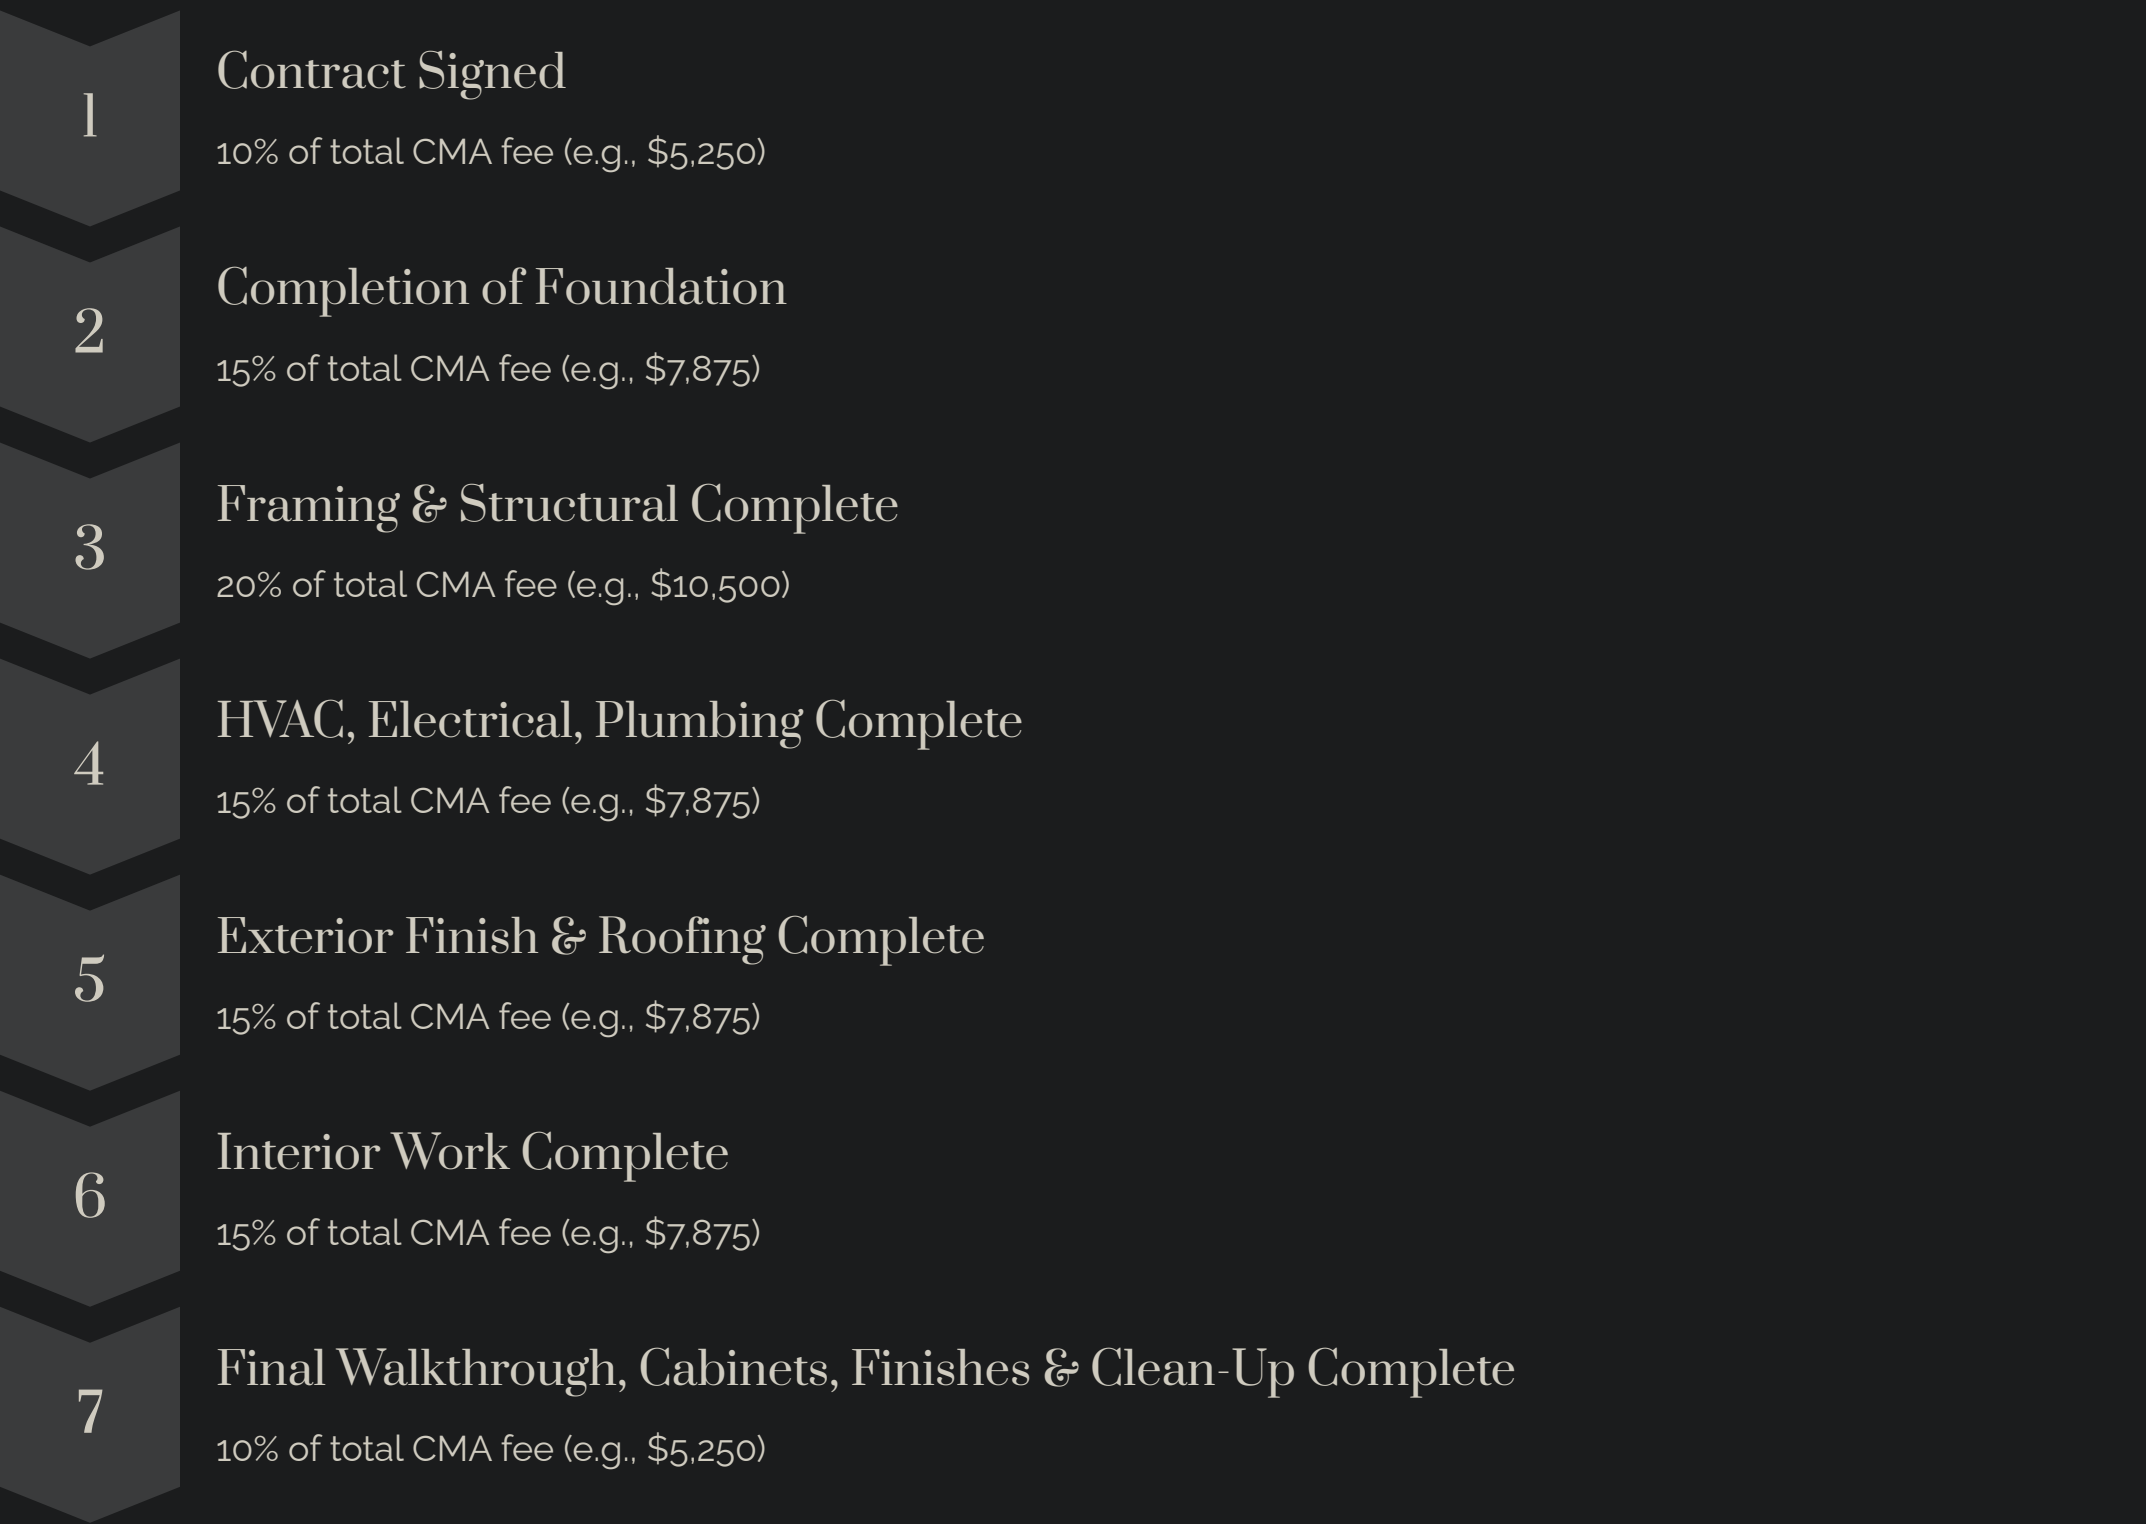 1
Contract Signed
10% of total CMA fee (e.g., $5,250)
2
Completion of Foundation
15% of total CMA fee (e.g., $7,875)
3
Framing & Structural Complete
20% of total CMA fee (e.g., $10,500)
4
HVAC, Electrical, Plumbing Complete
15% of total CMA fee (e.g., $7,875)
5
Exterior Finish & Roofing Complete
15% of total CMA fee (e.g., $7,875)
6
Interior Work Complete
15% of total CMA fee (e.g., $7,875)
7
Final Walkthrough, Cabinets, Finishes & Clean-Up Complete
10% of total CMA fee (e.g., $5,250)